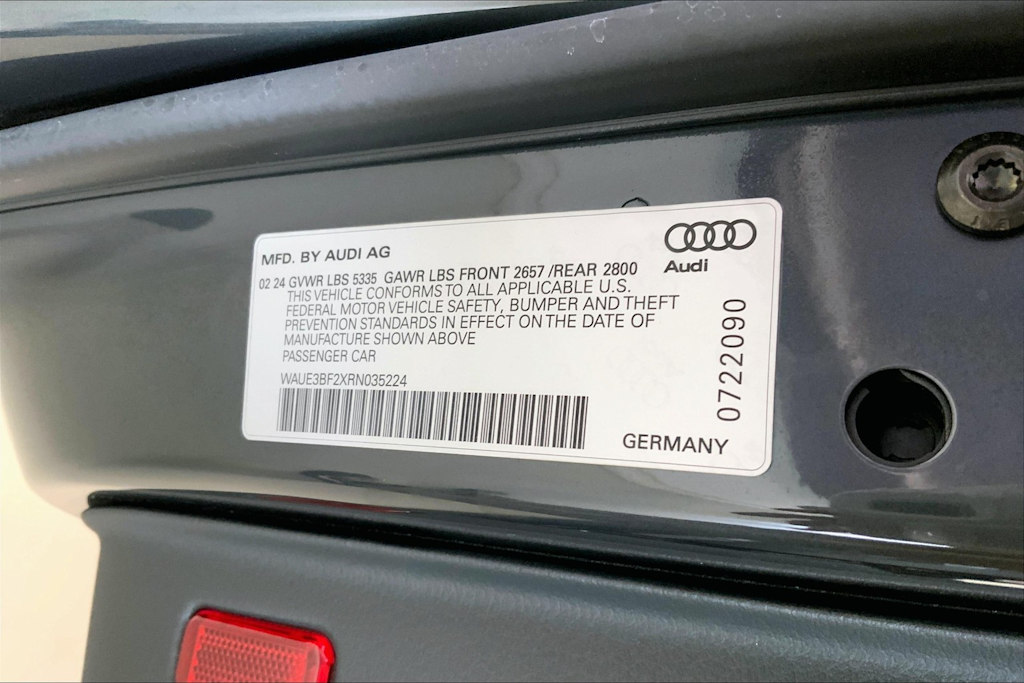 MFD. BY AUDI AG
Audi
02 24 GVWR LBS 5335 GAWR LBS FRONT 2657 /REAR 2800
THIS VEHICLE CONFORMS TO ALL APPLICABLE U.S.
FEDERAL MOTOR VEHICLE SAFETY, BUMPER AND THEFT
PREVENTION STANDARDS IN EFFECT ON THE DATE OF
MANUFACTURE SHOWN ABOVE
PASSENGER CAR
WAUE3BF2XRN035224
0722090
GERMANY